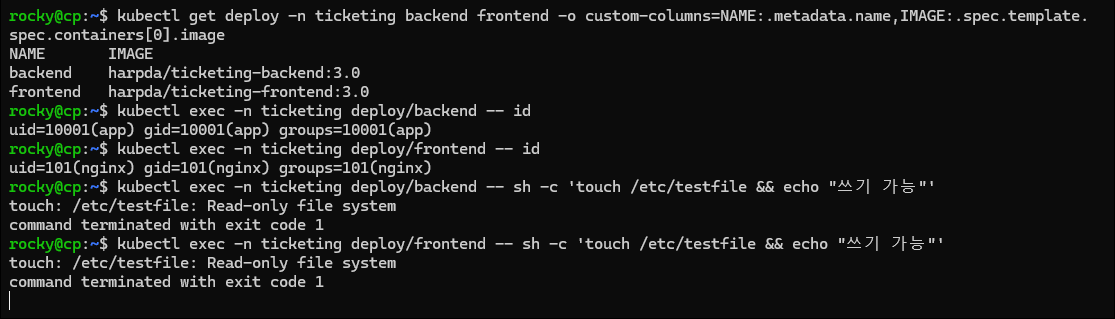 rocky@cp:~$ kubectl get deploy -n ticketing backend frontend -o custom-columns=NAME:.metadata.name,IMAGE:.spec.template.
spec.containers[0].image
NAME       IMAGE
backend    harpda/ticketing-backend:3.0
frontend   harpda/ticketing-frontend:3.0
rocky@cp:~$ kubectl exec -n ticketing deploy/backend -- id
uid=10001(app) gid=10001(app) groups=10001(app)
rocky@cp:~$ kubectl exec -n ticketing deploy/frontend -- id
uid=101(nginx) gid=101(nginx) groups=101(nginx)
rocky@cp:~$ kubectl exec -n ticketing deploy/backend -- sh -c 'touch /etc/testfile && echo "쓰기 가능"'
touch: /etc/testfile: Read-only file system
command terminated with exit code 1
rocky@cp:~$ kubectl exec -n ticketing deploy/frontend -- sh -c 'touch /etc/testfile && echo "쓰기 가능"'
touch: /etc/testfile: Read-only file system
command terminated with exit code 1